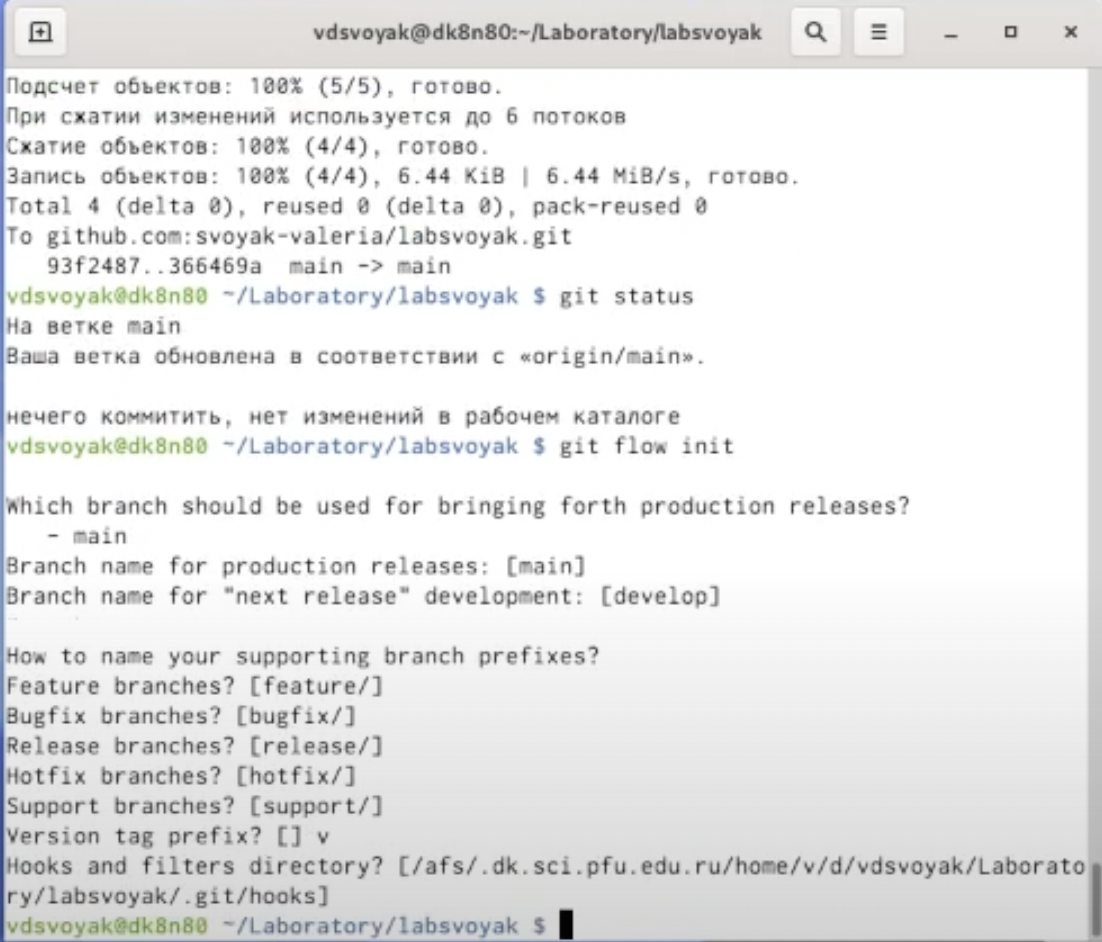 vdsvoyak@dk8n80:~/Laboratory/labsvoyak
Подсчет объектов: 100% (5/5), готово.
При сжатии изменений используется до 6 потоков
Сжатие объектов: 100% (4/4), готово.
Запись объектов: 100% (4/4), 6.44 KiB | 6.44 MiB/s, готово.
Total 4 (delta 0), reused 0 (delta 0), pack-reused 0
To github.com:svoyak-valeria/labsvoyak.git
   93f2487..366469a  main -> main
vdsvoyak@dk8n80 ~/Laboratory/labsvoyak $ git status
На ветке main
Ваша ветка обновлена в соответствии с «origin/main».
нечего коммитить, нет изменений в рабочем каталоге
vdsvoyak@dk8n80 ~/Laboratory/labsvoyak $ git flow init
Which branch should be used for bringing forth production releases?
   - main
Branch name for production releases: [main]
Branch name for "next release" development: [develop]
How to name your supporting branch prefixes?
Feature branches? [feature/]
Bugfix branches? [bugfix/]
Release branches? [release/]
Hotfix branches? [hotfix/]
Support branches? [support/]
Version tag prefix? [] v
Hooks and filters directory? [/afs/.dk.sci.pfu.edu.ru/home/v/d/vdsvoyak/Laborato
ry/labsvoyak/.git/hooks]
vdsvoyak@dk8n80 ~/Laboratory/labsvoyak $